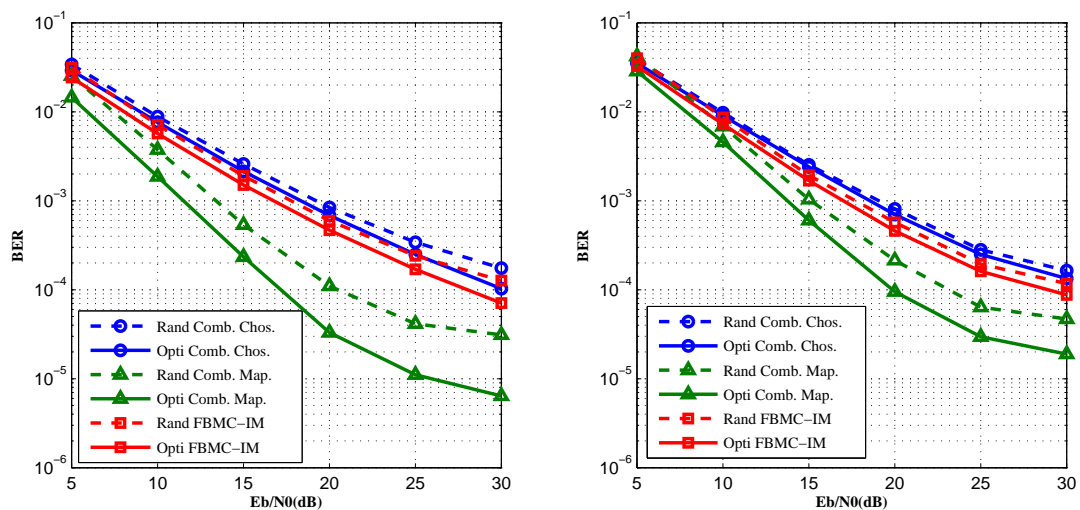 10−1
10−2
10−3
10−4
10−5
10−6
BER
5 10 15 20 25 30
Eb/N0(dB)
Rand Comb. Chos.
Opti Comb. Chos.
Rand Comb. Map.
Opti Comb. Map.
Rand FBMC−IM
Opti FBMC−IM
10−1
10−2
10−3
10−4
10−5
10−6
BER
5 10 15 20 25 30
Eb/N0(dB)
Rand Comb. Chos.
Opti Comb. Chos.
Rand Comb. Map.
Opti Comb. Map.
Rand FBMC−IM
Opti FBMC−IM